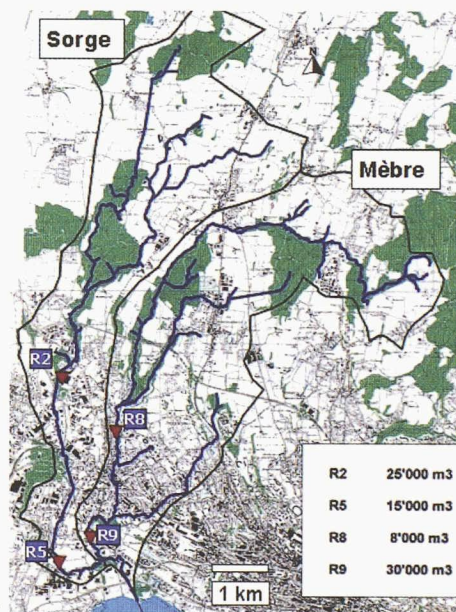 Sorge
N
Mèbre
R2
R8
R9
R5
1 km
R2 25'000 m3
R5 15'000 m3
R8 8'000 m3
R9 30'000 m3